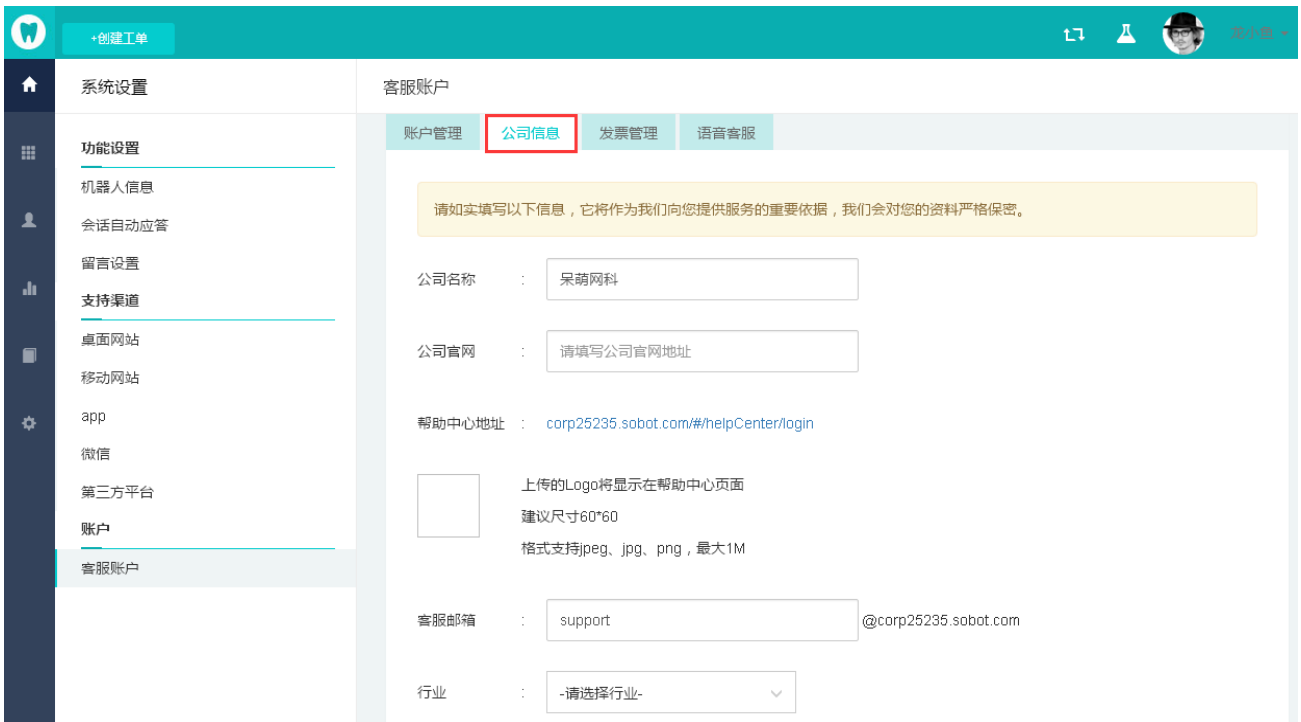 +创建工单
系统设置
客服账户
功能设置
机器人信息
会话自动应答
留言设置
支持渠道
桌面网站
移动网站
app
微信
第三方平台
账户
客服账户
账户管理 公司信息 发票管理 语音客服
请如实填写以下信息，它将作为我们向您提供服务的重要依据，我们会对您的资料严格保密。
公司名称 : 呆萌网科
公司官网 : 请填写公司官网地址
帮助中心地址 : corp25235.sobot.com/#/helpCenter/login
上传的Logo将显示在帮助中心页面
建议尺寸60*60
格式支持jpeg、jpg、png，最大1M
客服邮箱 : support @corp25235.sobot.com
行业 : -请选择行业-